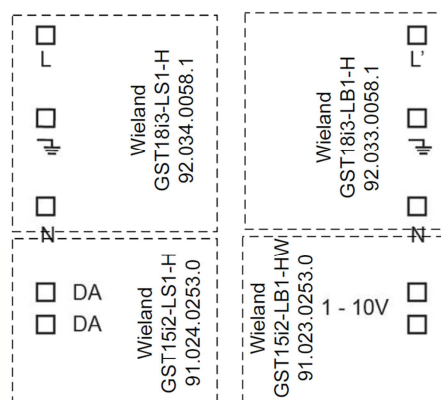 L
N
Wieland
GST18i3-LS1-H
92.034.0058.1
Wieland
GST18i3-LB1-H
92.033.0058.1
L'
N
DA
DA
Wieland
GST15i2-LS1-H
91.024.0253.0
Wieland
GST15i2-LB1-HW
91.023.0253.0
1 - 10V